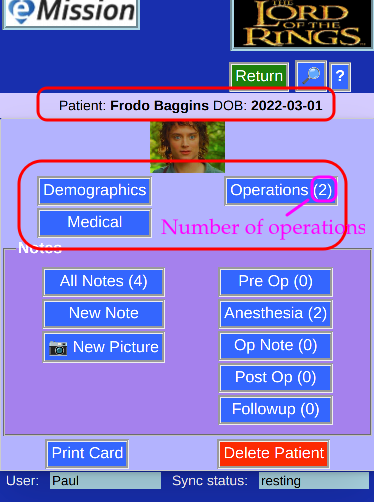 eMission
LORD
OF THE
RINGS
Return ?
Patient: Frodo Baggins DOB: 2022-03-01
Demographics Operations (2)
Medical
Number of operations
Notes
All Notes (4) Pre Op (0)
New Note Anesthesia (2)
New Picture Op Note (0)
Post Op (0)
Followup (0)
Print Card Delete Patient
User: Paul Sync status: resting